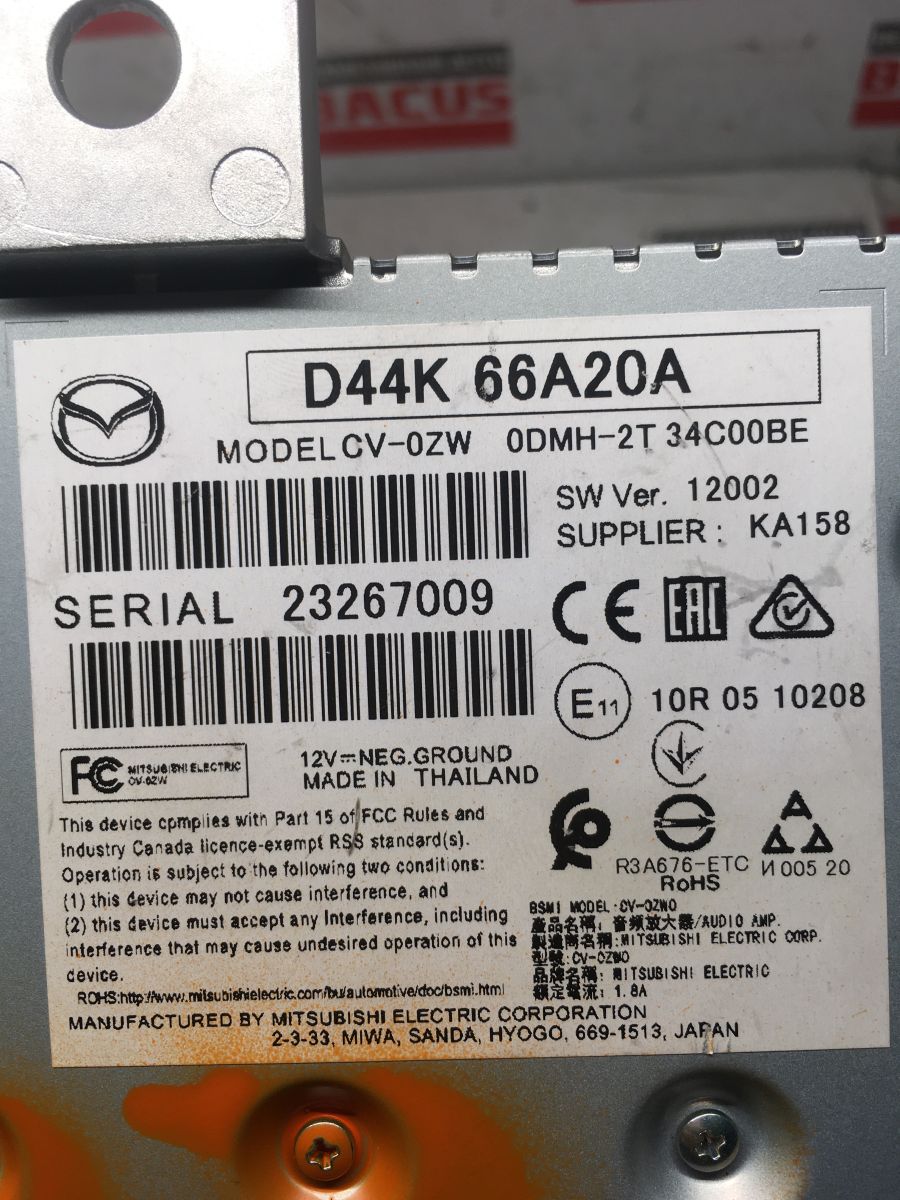 BACUS
D44K 66A20A
MODEL CV-0ZW 0DMH-2T 34C00BE
SW Ver. 12002
SUPPLIER : KA158
SERIAL 23267009
CE EAC
E11 10R 05 10208
FC MITSUBISHI ELECTRIC
CV-0ZW
12V⎓NEG.GROUND
MADE IN THAILAND
This device cpmplies with Part 15 of FCC Rules and
Industry Canada licence-exempt RSS standard(s).
Operation is subject to the following two conditions:
(1) this device may not cause interference, and
(2) this device must accept any Interference, including
interference that may cause undesired operation of this
device.
R3A676-ETC
RoHS
И 005 20
BSMI MODEL:CV-0ZW0
產品名稱: 音頻放大器/AUDIO AMP.
製造商名稱:MITSUBISHI ELECTRIC CORP.
型號:CV-0ZW0
品牌名稱: MITSUBISHI ELECTRIC
額定電流: 1.8A
ROHS:http://www.mitsubishielectric.com/bu/automotive/doc/bsmi.html
MANUFACTURED BY MITSUBISHI ELECTRIC CORPORATION
2-3-33, MIWA, SANDA, HYOGO, 669-1513, JAPAN